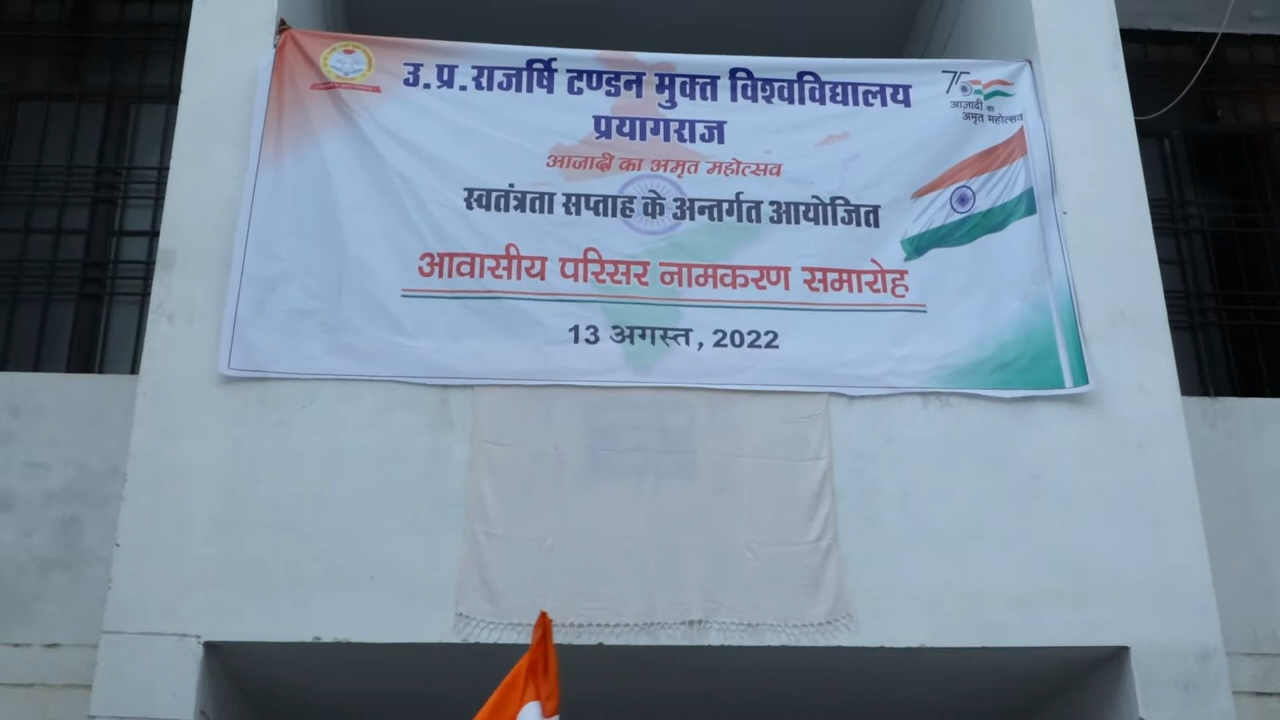 उ.प्र.राजर्षि टण्डन मुक्त विश्वविद्यालय
प्रयागराज
75
आज़ादी का
अमृत महोत्सव
आजादी का अमृत महोत्सव
स्वतंत्रता सप्ताह के अन्तर्गत आयोजित
आवासीय परिसर नामकरण समारोह
13 अगस्त, 2022